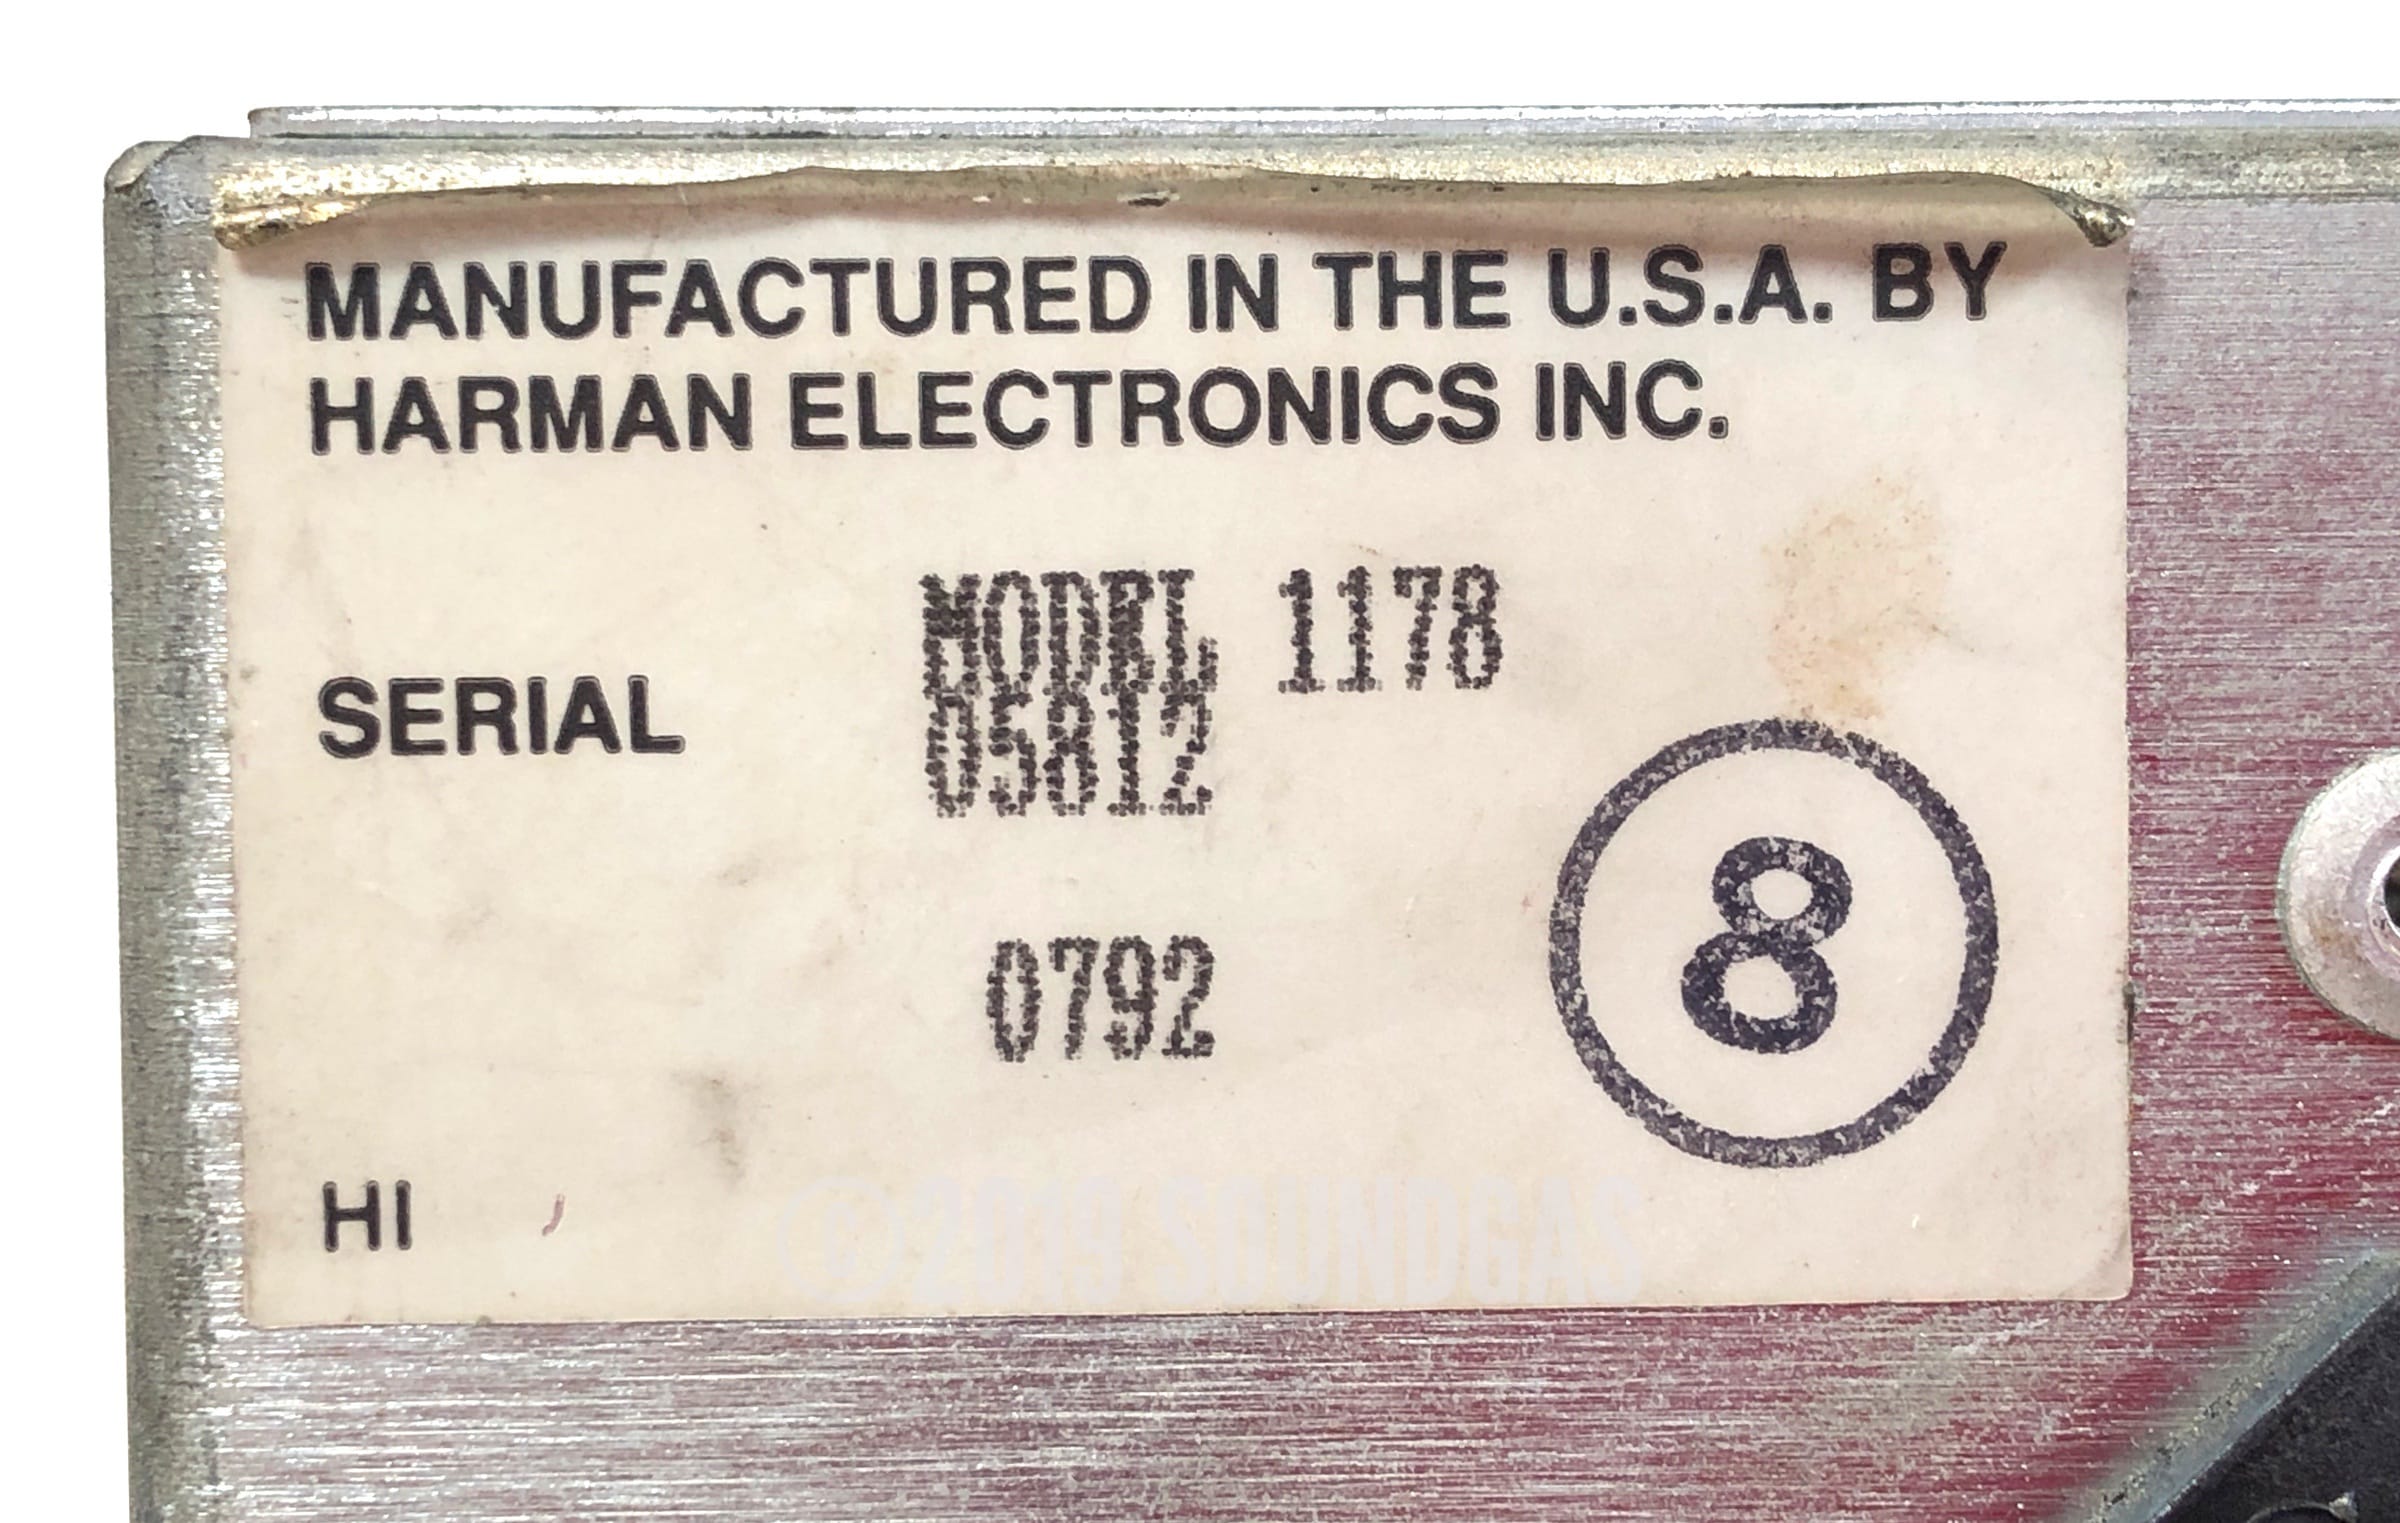 MANUFACTURED IN THE U.S.A. BY
HARMAN ELECTRONICS INC.
MODEL 1178
SERIAL 05812
0792
8
HI
©2019 SOUNDGAS